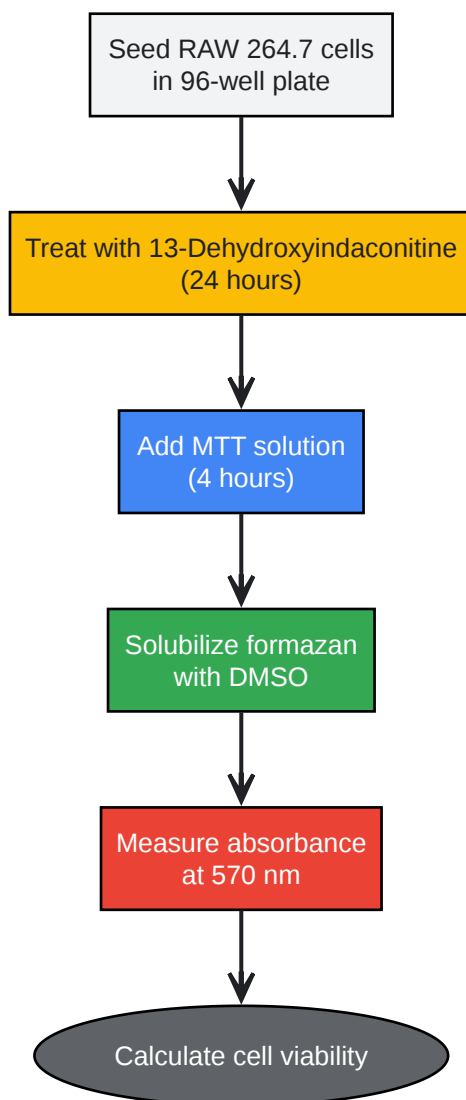 Seed RAW 264.7 cells
in 96-well plate
Treat with 13-Dehydroxyindaconitine
(24 hours)
Add MTT solution
(4 hours)
Solubilize formazan
with DMSO
Measure absorbance
at 570 nm
Calculate cell viability